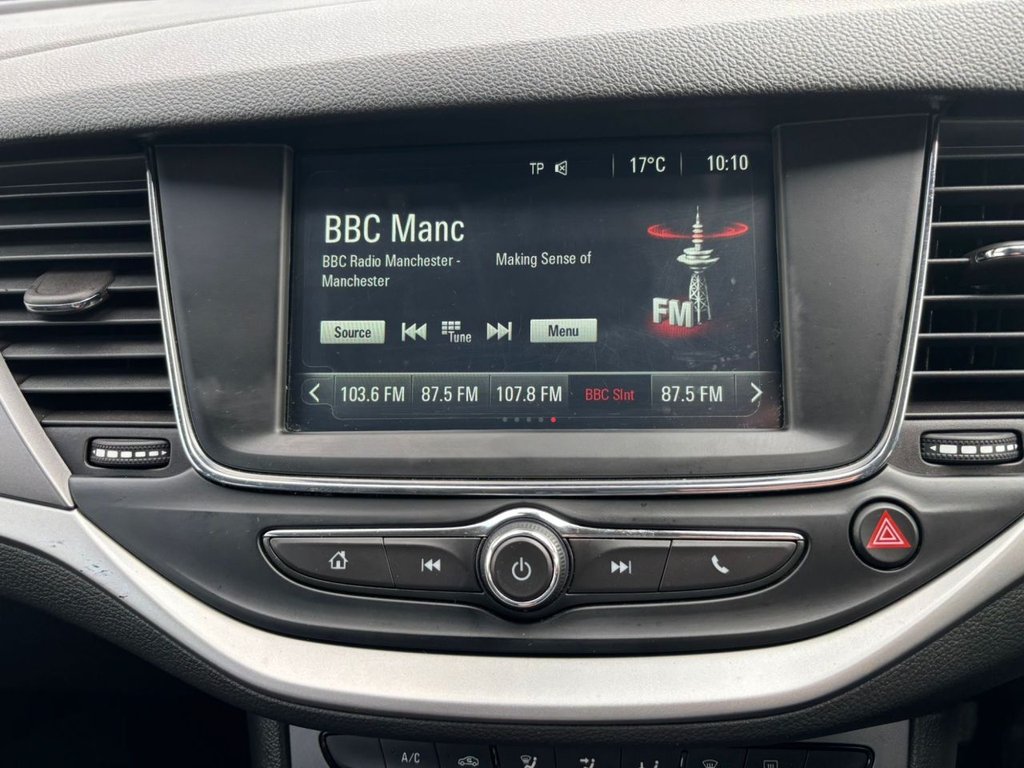 TP 17°C 10:10
BBC Manc
BBC Radio Manchester - Making Sense of
Manchester
FM
Source Tune Menu
103.6 FM 87.5 FM 107.8 FM BBC Slnt 87.5 FM
A/C